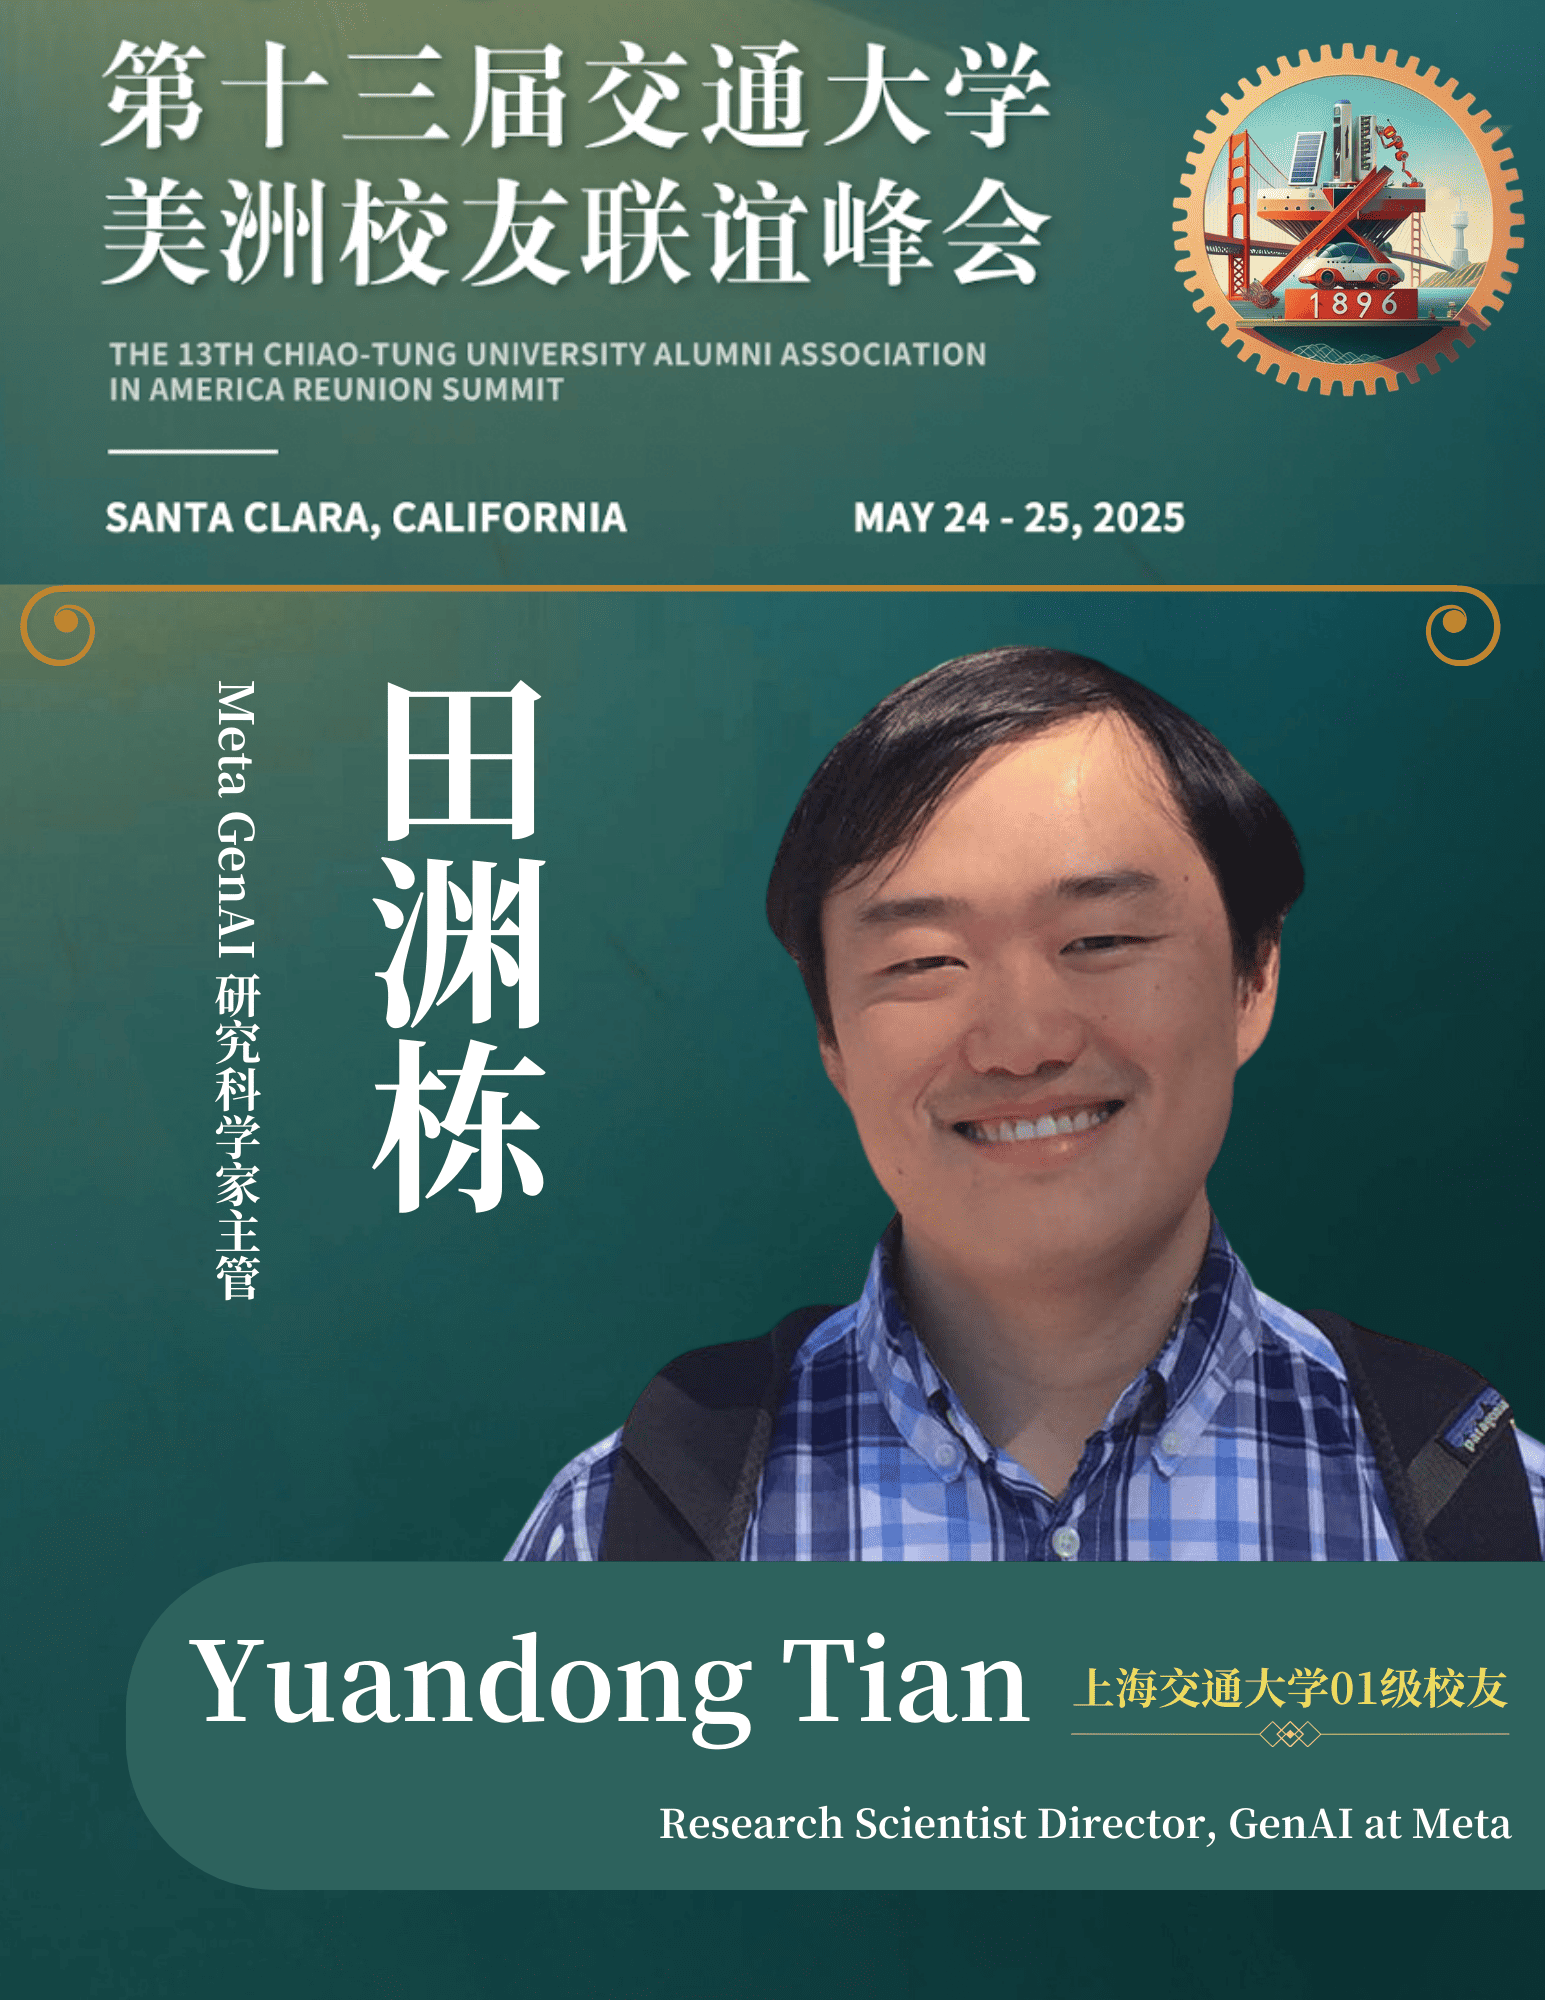 第十三届交通大学
美洲校友联谊峰会
1896
THE 13TH CHIAO-TUNG UNIVERSITY ALUMNI ASSOCIATION
IN AMERICA REUNION SUMMIT
SANTA CLARA, CALIFORNIA
MAY 24 - 25, 2025
田渊栋
Meta GenAI 研究科学家主管
patagonia
Yuandong Tian
上海交通大学01级校友
Research Scientist Director, GenAI at Meta